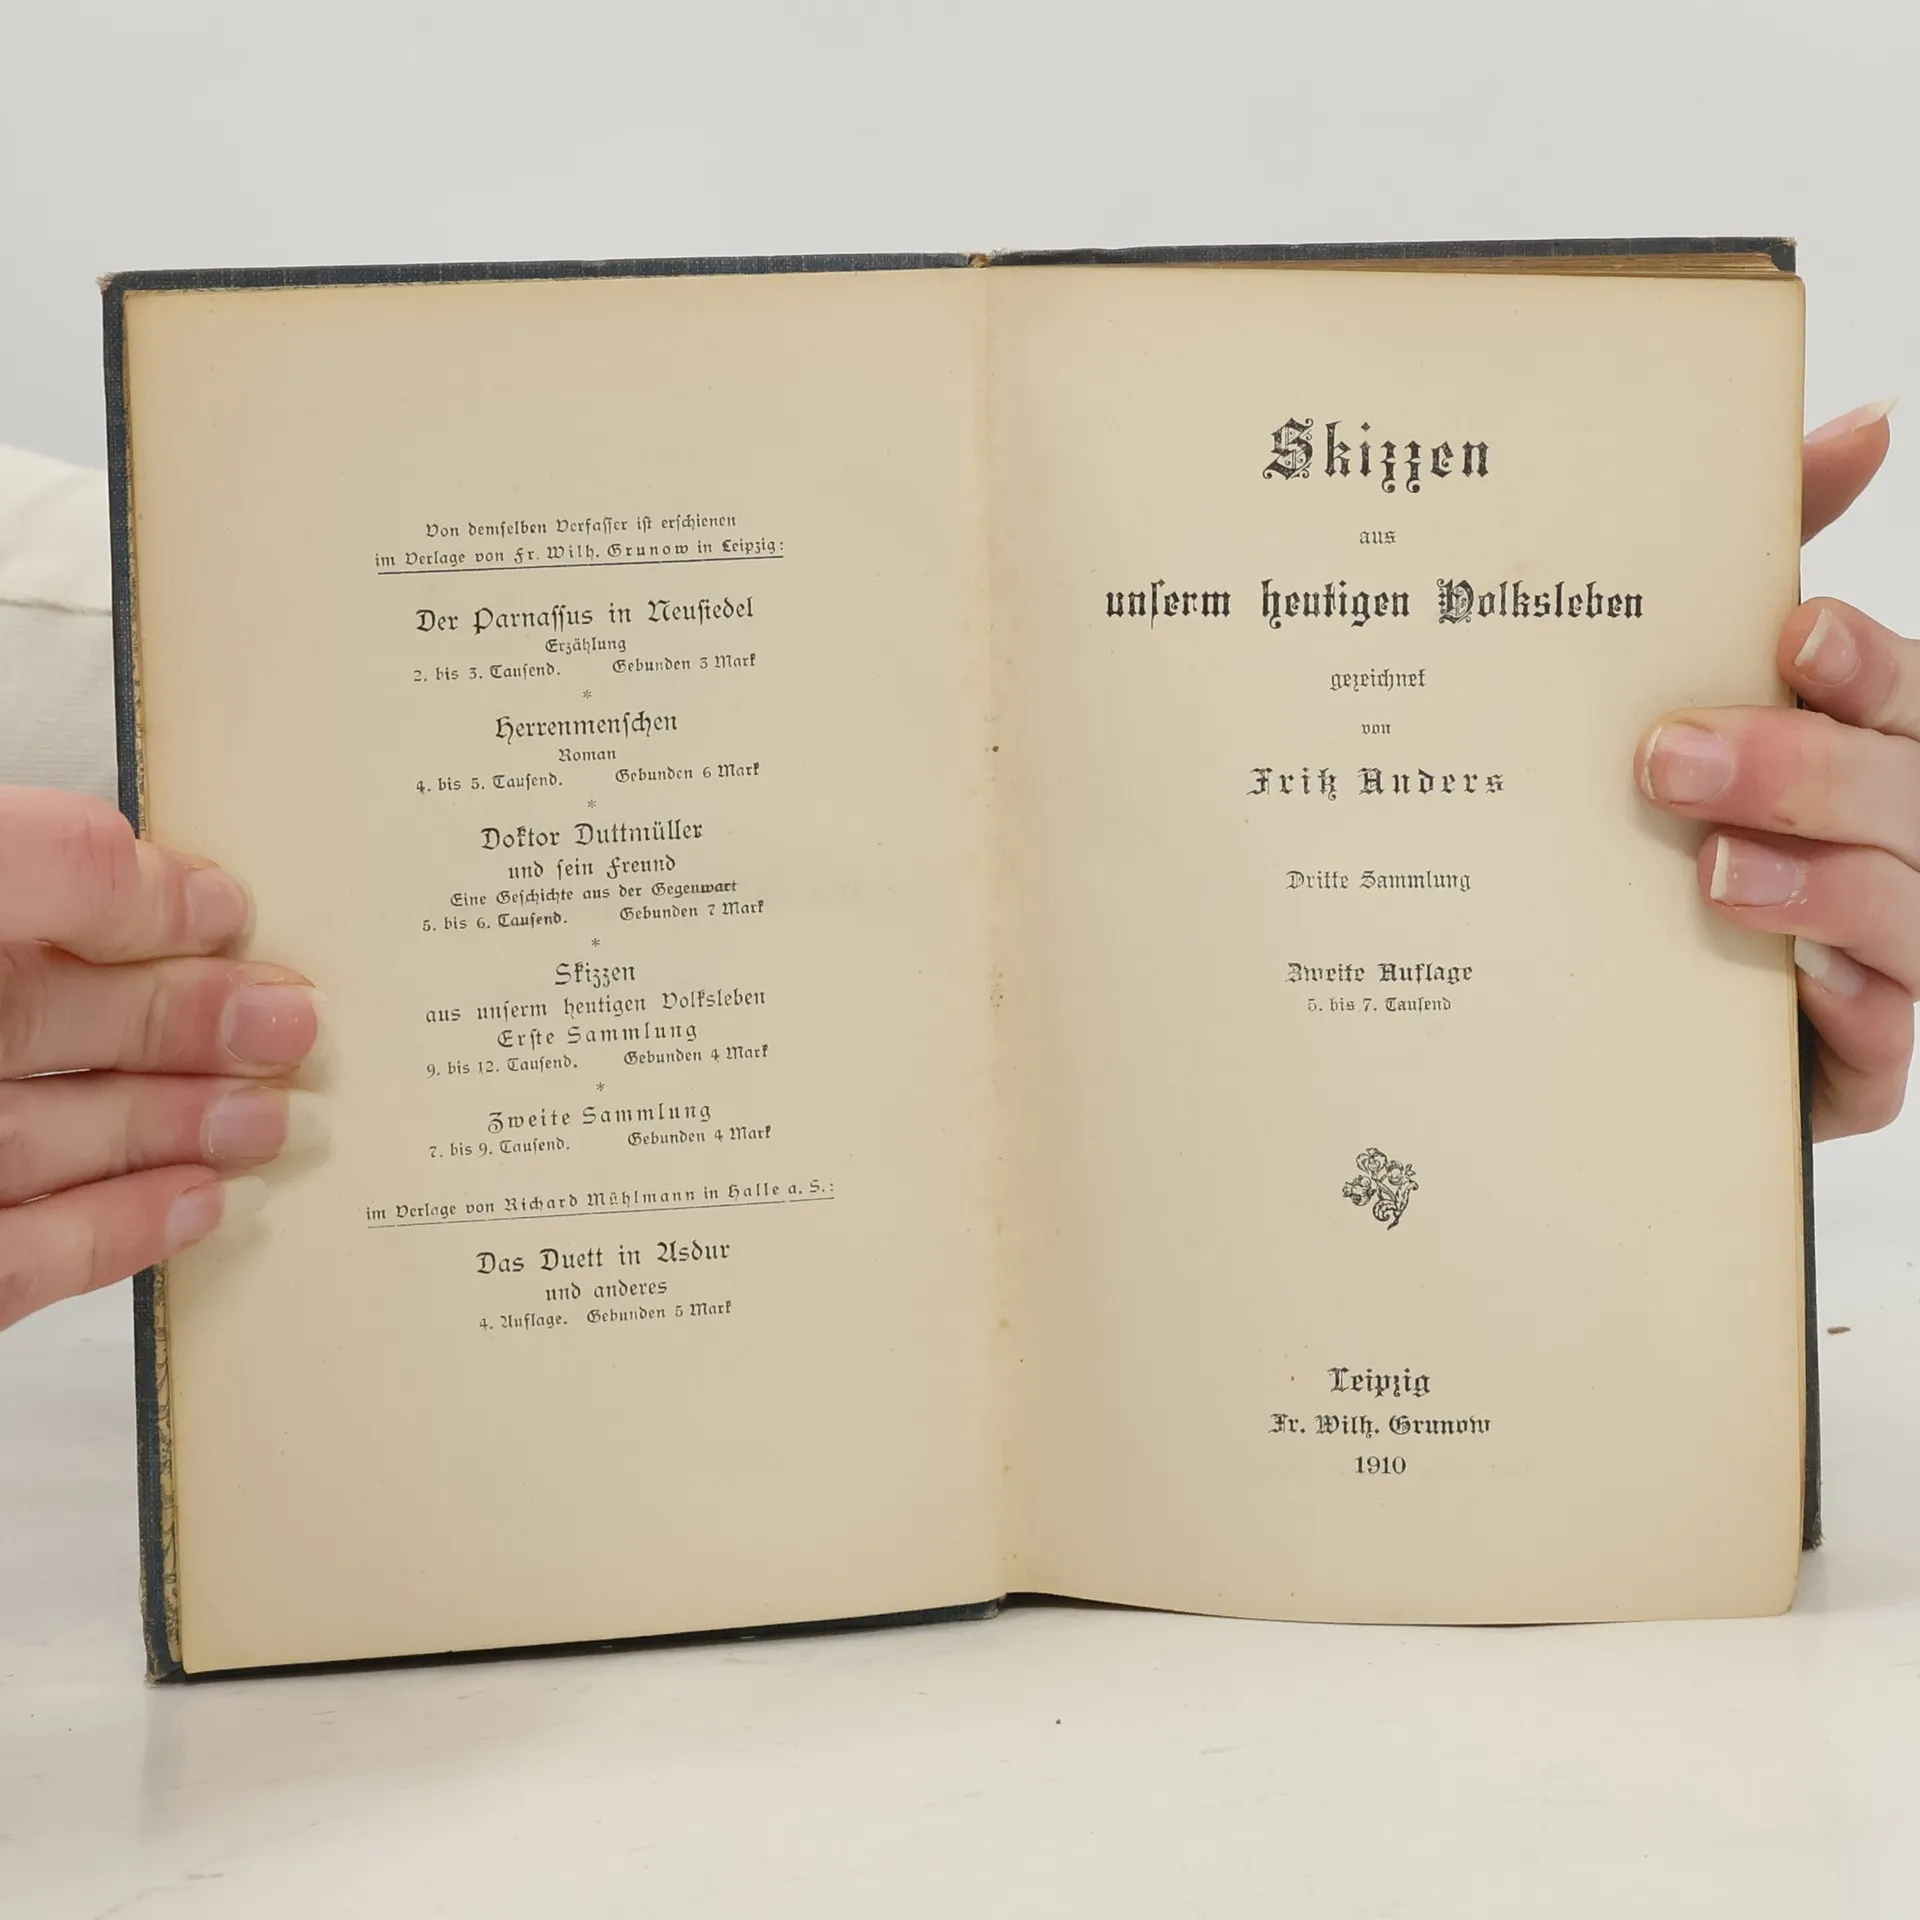 Von demſelben Verfaſſer iſt erſchienen
im Verlage von Fr. Wilh. Grunow in Leipzig:
Der Parnaſſus in Neuſiedel
Erzählung
2. bis 3. Tauſend. Gebunden 3 Mark
*
Herrenmenſchen
Roman
4. bis 5. Tauſend. Gebunden 6 Mark
*
Doktor Duttmüller
und ſein Freund
Eine Geſchichte aus der Gegenwart
5. bis 6. Tauſend. Gebunden 7 Mark
*
Skizzen
aus unſerm heutigen Volksleben
Erſte Sammlung
9. bis 12. Tauſend. Gebunden 4 Mark
*
Zweite Sammlung
7. bis 9. Tauſend. Gebunden 4 Mark
im Verlage von Richard Mühlmann in Halle a. S.:
Das Duett in Asdur
und anderes
4. Auflage. Gebunden 5 Mark
Skizzen
aus
unſerm heutigen Volksleben
gezeichnet
von
Fritz Anders
Dritte Sammlung
Zweite Auflage
5. bis 7. Tauſend
Leipzig
Fr. Wilh. Grunow
1910